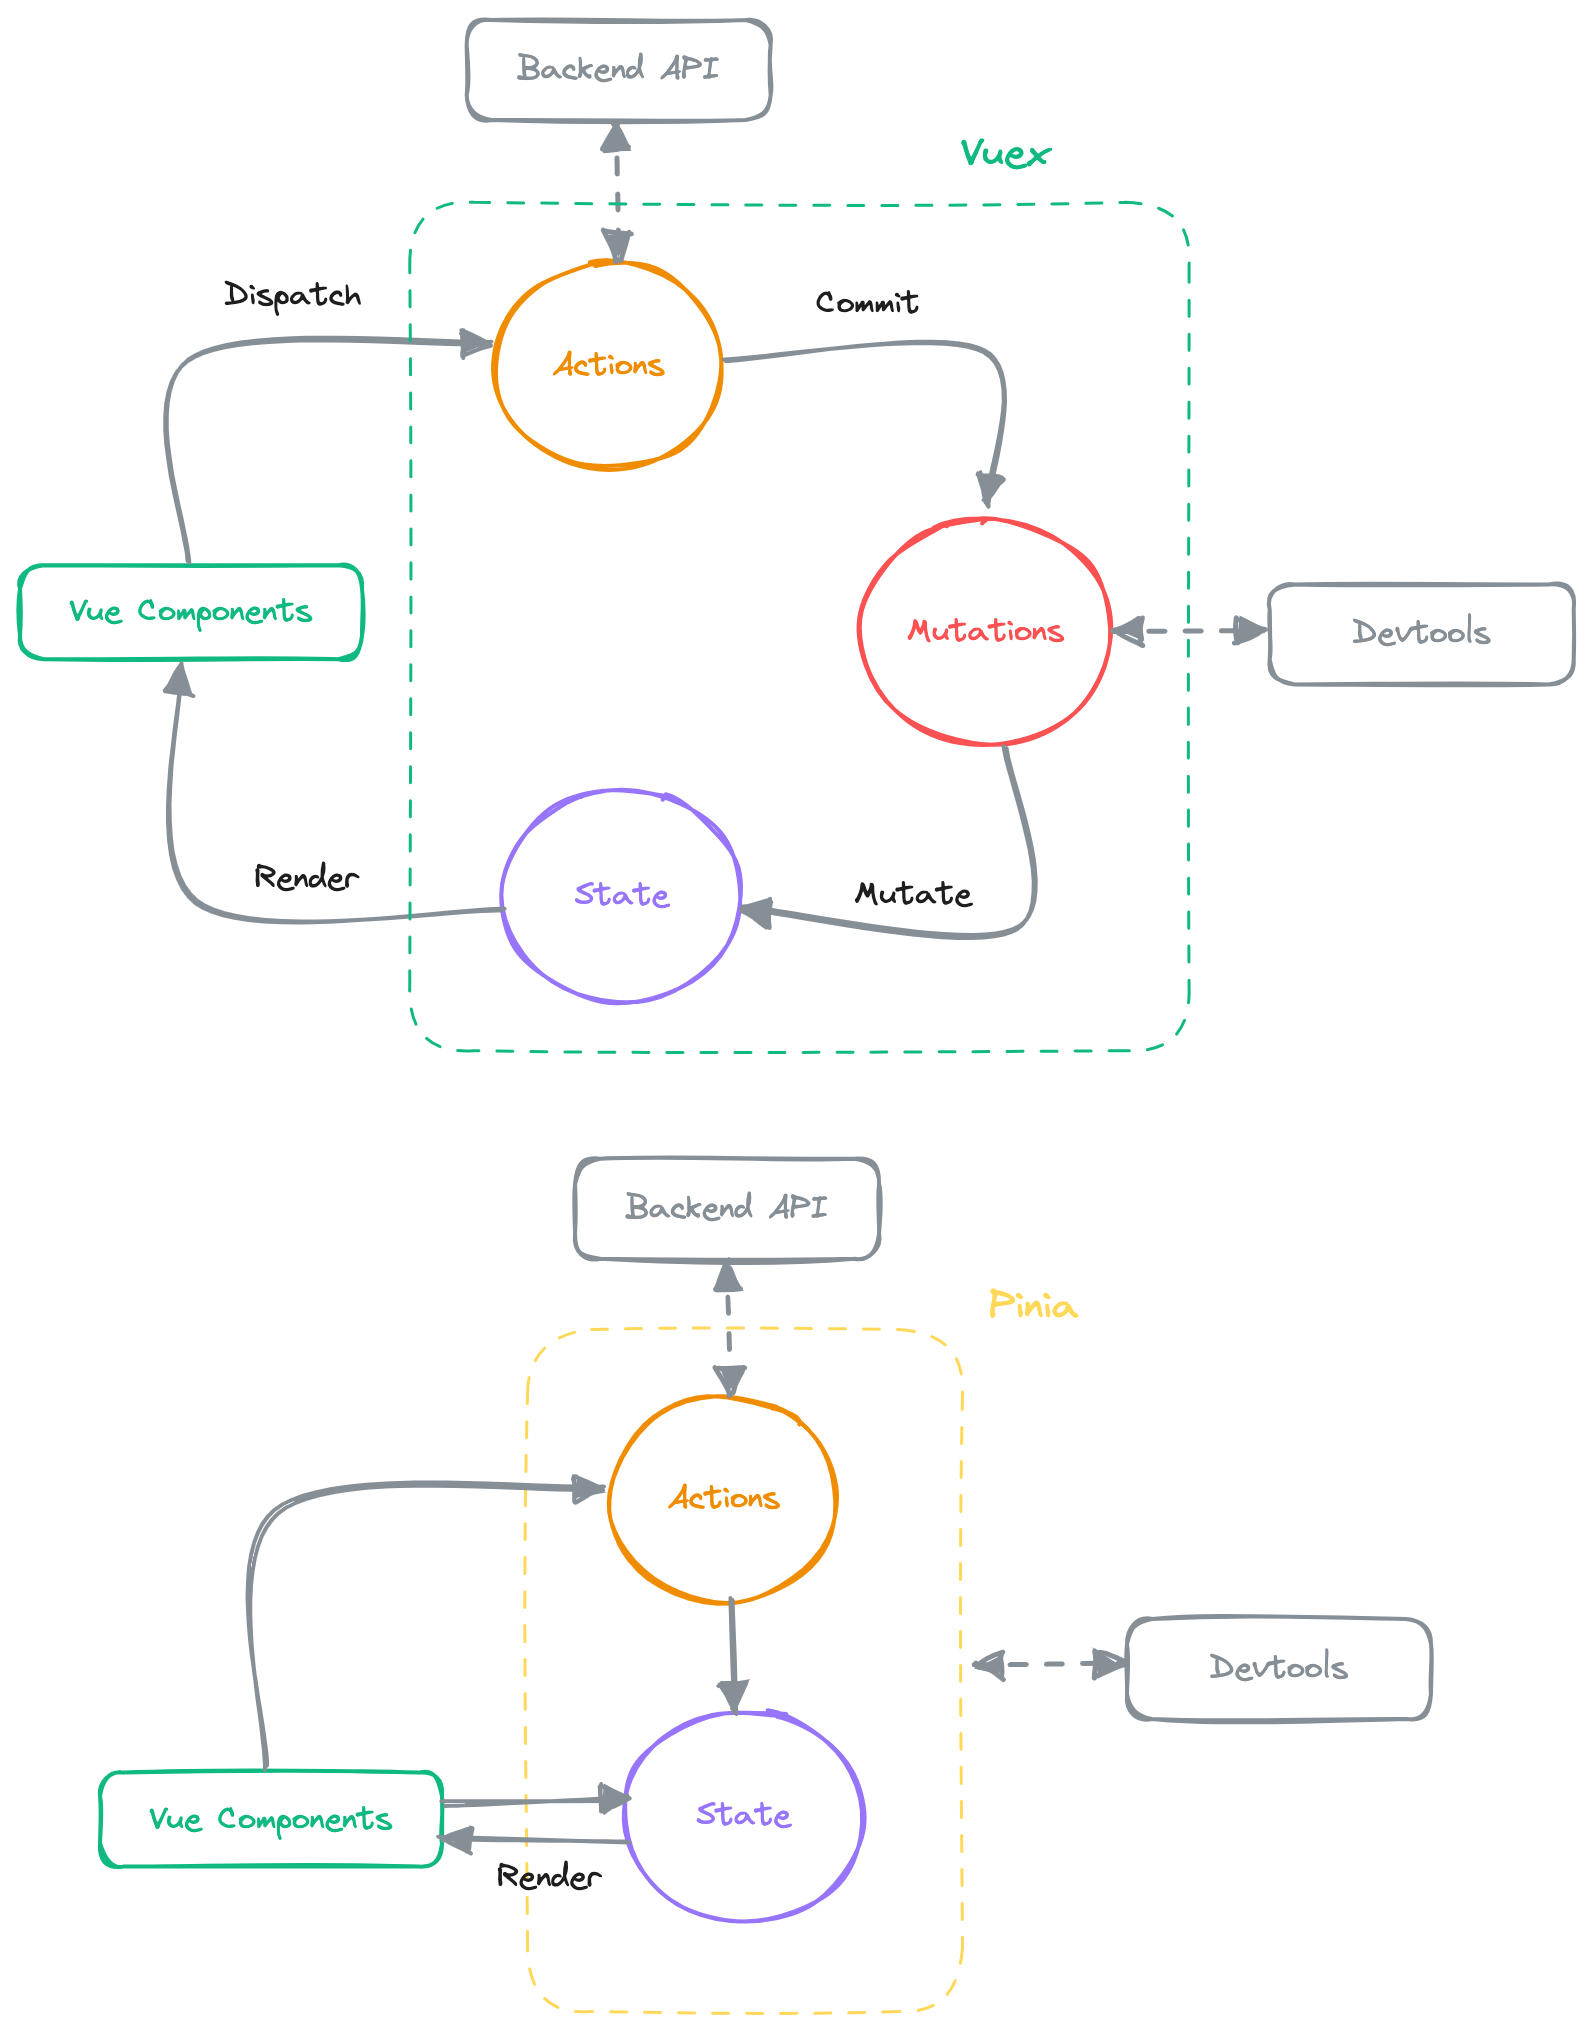 Backend API
Vuex
Dispatch
Commit
Actions
Vue Components
Mutations
Devtools
Render
State
Mutate
Backend API
Pinia
Actions
Devtools
Vue Components
State
Render